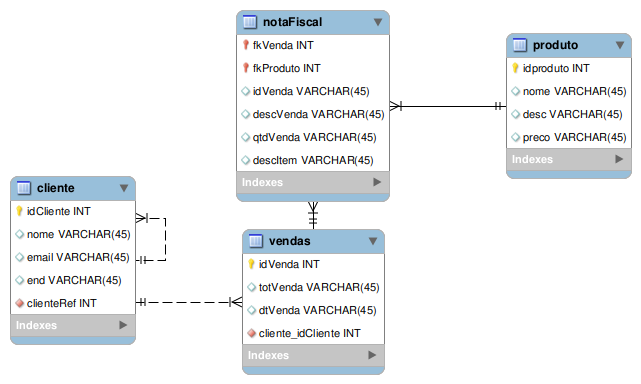 notaFiscal
fkVenda INT
fkProduto INT
idVenda VARCHAR(45)
descVenda VARCHAR(45)
qtdVenda VARCHAR(45)
descItem VARCHAR(45)
Indexes
produto
idproduto INT
nome VARCHAR(45)
desc VARCHAR(45)
preco VARCHAR(45)
Indexes
cliente
idCliente INT
nome VARCHAR(45)
email VARCHAR(45)
end VARCHAR(45)
clienteRef INT
Indexes
vendas
idVenda INT
totVenda VARCHAR(45)
dtVenda VARCHAR(45)
cliente_idCliente INT
Indexes